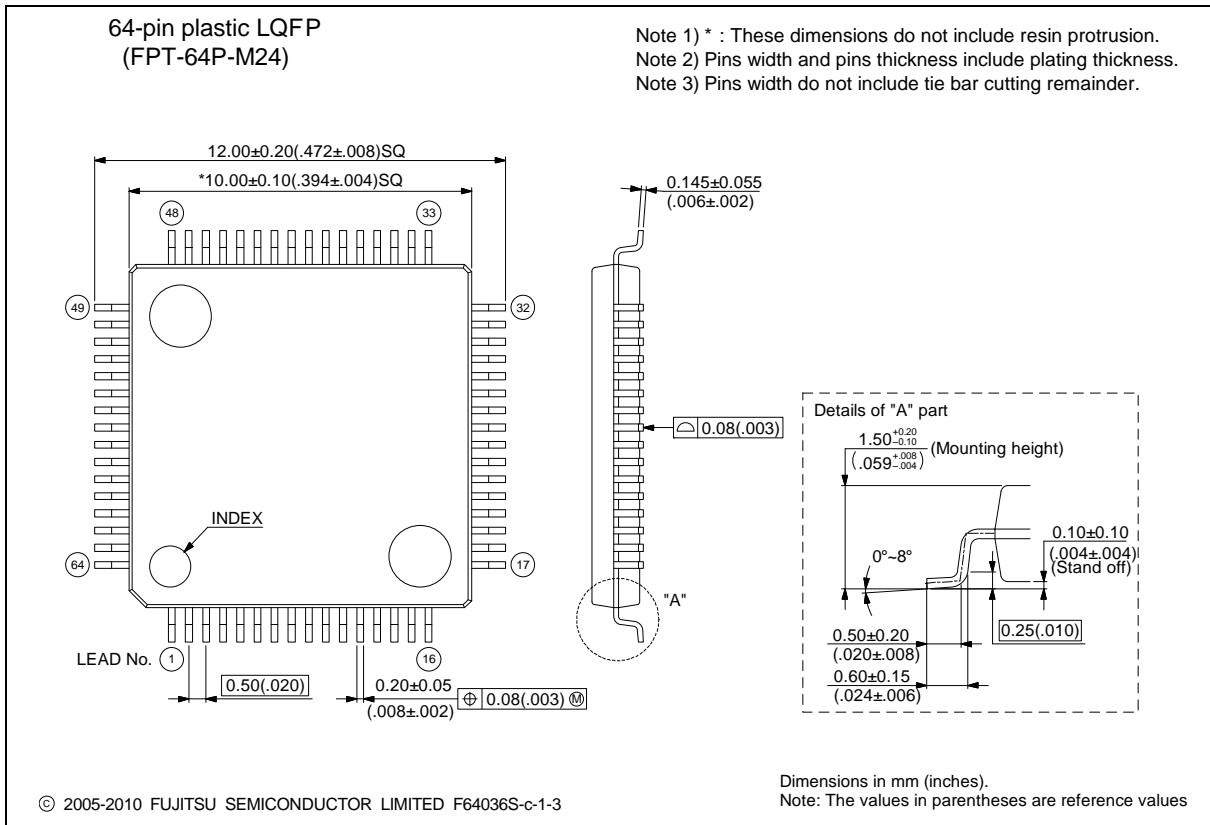 64-pin plastic LQFP
(FPT-64P-M24)
Note 1) * : These dimensions do not include resin protrusion.
Note 2) Pins width and pins thickness include plating thickness.
Note 3) Pins width do not include tie bar cutting remainder.
12.00±0.20(.472±.008)SQ
*10.00±0.10(.394±.004)SQ
0.145±0.055
(.006±.002)
48
33
49
32
0.08(.003)
Details of "A" part
1.50 +0.20 −0.10 (Mounting height)
(.059 +.008 −.004)
INDEX
0.10±0.10
(.004±.004)
(Stand off)
0°~8°
64
17
"A"
0.25(.010)
0.50±0.20
(.020±.008)
LEAD No. 1
16
0.60±0.15
(.024±.006)
0.50(.020)
0.20±0.05
(.008±.002)
⌖ 0.08(.003) Ⓜ
Dimensions in mm (inches).
Note: The values in parentheses are reference values
© 2005-2010 FUJITSU SEMICONDUCTOR LIMITED F64036S-c-1-3